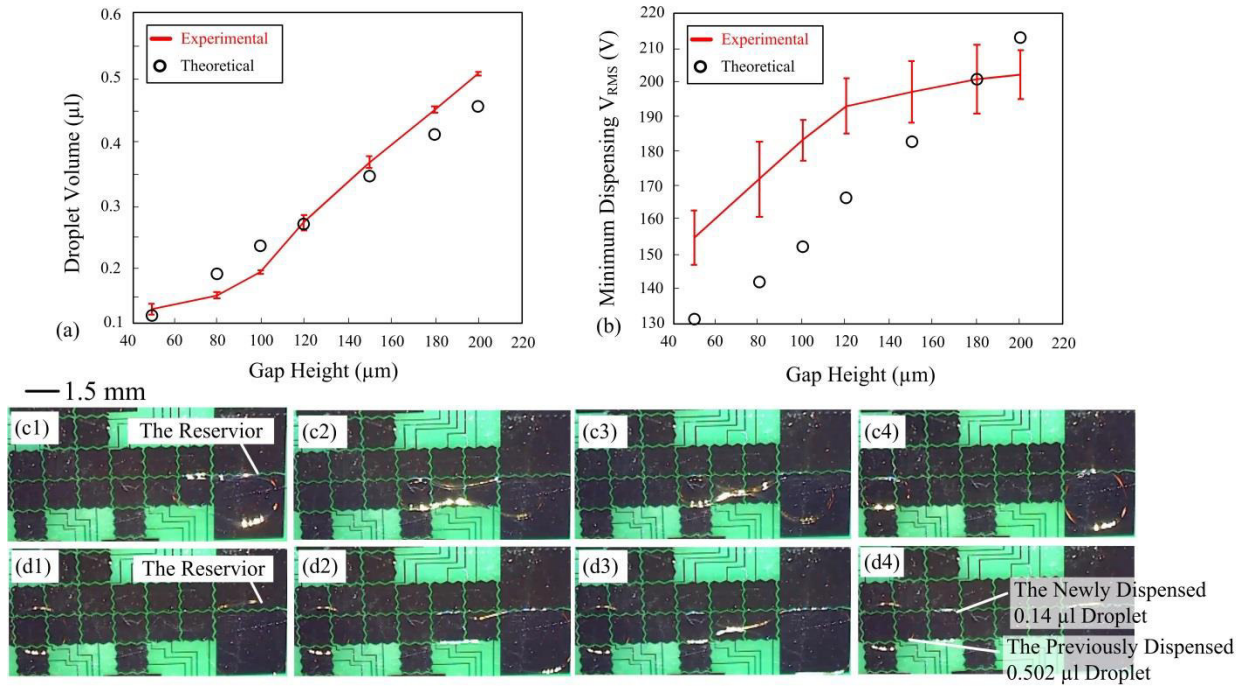 0.6
0.5
0.4
0.3
0.2
0.1
Droplet Volume (µl)
Experimental
Theoretical
(a)
40 60 80 100 120 140 160 180 200 220
Gap Height (µm)
220
210
200
190
180
170
160
150
140
130
Minimum Dispensing VRMS (V)
Experimental
Theoretical
(b)
40 60 80 100 120 140 160 180 200 220
Gap Height (µm)
1.5 mm
(c1)
The Reservior
(c2)
(c3)
(c4)
(d1)
The Reservior
(d2)
(d3)
(d4)
The Newly Dispensed
0.14 µl Droplet
The Previously Dispensed
0.502 µl Droplet